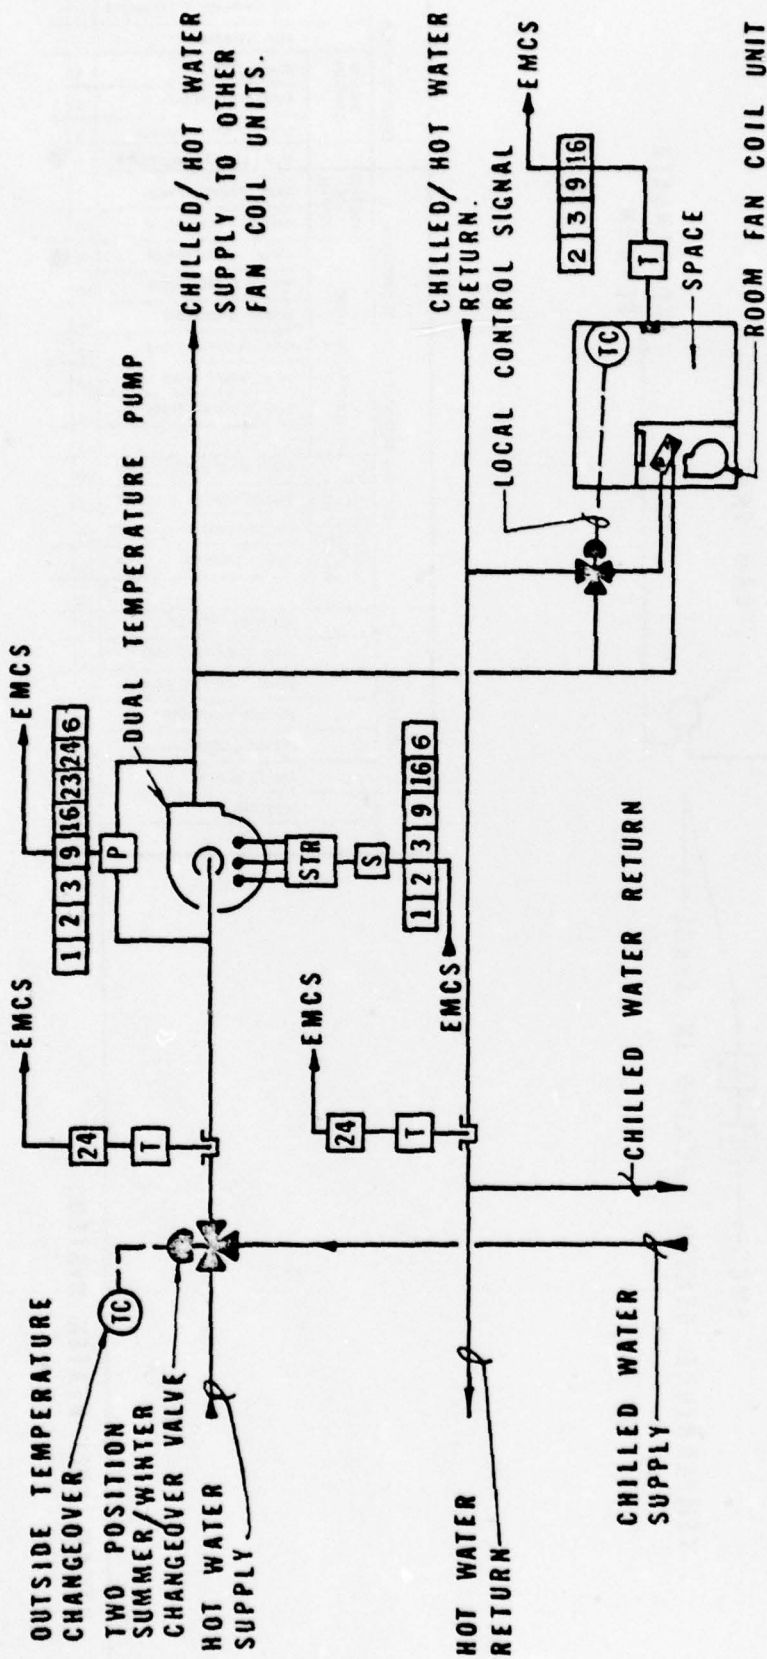 OUTSIDE TEMPERATURE
CHANGEOVER
TC
TWO POSITION
SUMMER/WINTER
CHANGEOVER VALVE
HOT WATER
SUPPLY
EMCS
24
T
EMCS
1 2 3 9 16 23 24 6
P
DUAL TEMPERATURE PUMP
STR
S
1 2 3 9 16 6
EMCS
CHILLED/HOT WATER
SUPPLY TO OTHER
FAN COIL UNITS.
EMCS
24
T
HOT WATER
RETURN
CHILLED WATER
SUPPLY
CHILLED WATER RETURN
CHILLED/HOT WATER
RETURN.
LOCAL CONTROL SIGNAL
EMCS
2 3 9 16
T
TC
SPACE
ROOM FAN COIL UNIT